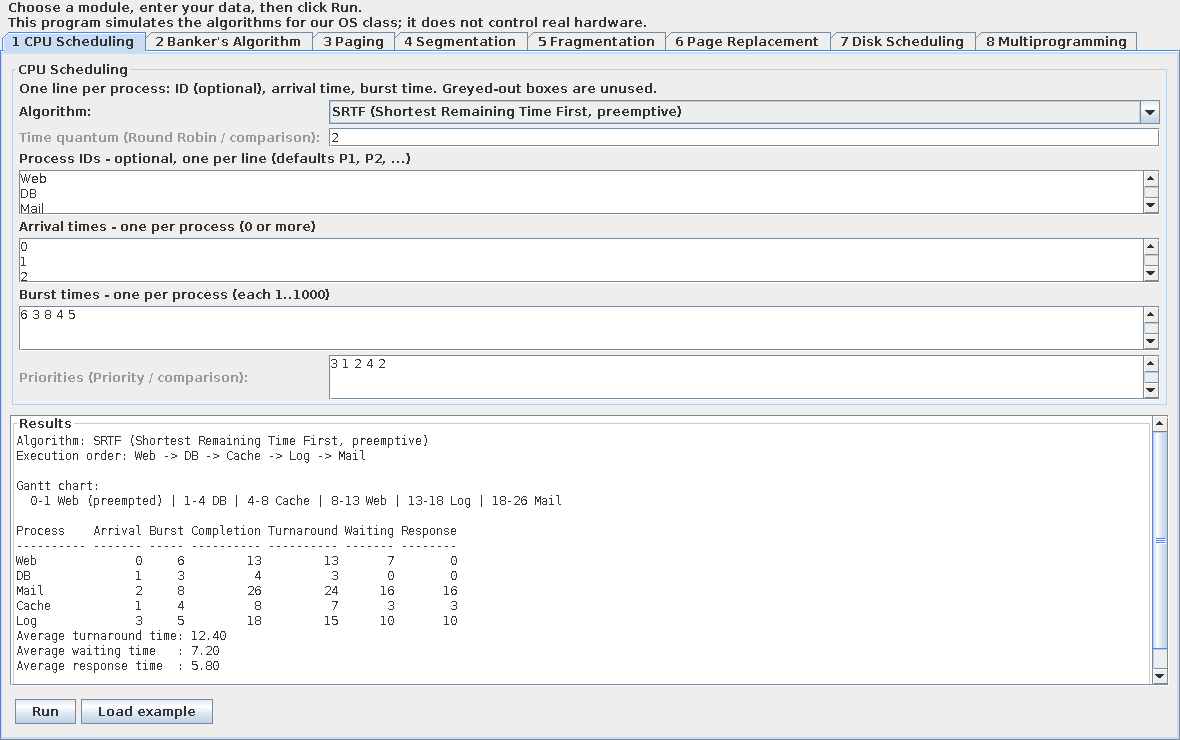 Choose a module, enter your data, then click Run.
This program simulates the algorithms for our OS class; it does not control real hardware.
1 CPU Scheduling 2 Banker's Algorithm 3 Paging 4 Segmentation 5 Fragmentation 6 Page Replacement 7 Disk Scheduling 8 Multiprogramming
CPU Scheduling
One line per process: ID (optional), arrival time, burst time. Greyed-out boxes are unused.
Algorithm: SRTF (Shortest Remaining Time First, preemptive)
Time quantum (Round Robin / comparison): 2
Process IDs - optional, one per line (defaults P1, P2, ...)
Web
DB
Mail
Arrival times - one per process (0 or more)
0
1
2
Burst times - one per process (each 1..1000)
6 3 8 4 5
Priorities (Priority / comparison): 3 1 2 4 2
Results
Algorithm: SRTF (Shortest Remaining Time First, preemptive)
Execution order: Web -> DB -> Cache -> Log -> Mail
Gantt chart:
0-1 Web (preempted) | 1-4 DB | 4-8 Cache | 8-13 Web | 13-18 Log | 18-26 Mail
Process Arrival Burst Completion Turnaround Waiting Response
---------- ------- ----- ---------- ---------- ------- --------
Web 0 6 13 13 7 0
DB 1 3 4 3 0 0
Mail 2 8 26 24 16 16
Cache 1 4 8 7 3 3
Log 3 5 18 15 10 10
Average turnaround time: 12.40
Average waiting time : 7.20
Average response time : 5.80
Run Load example